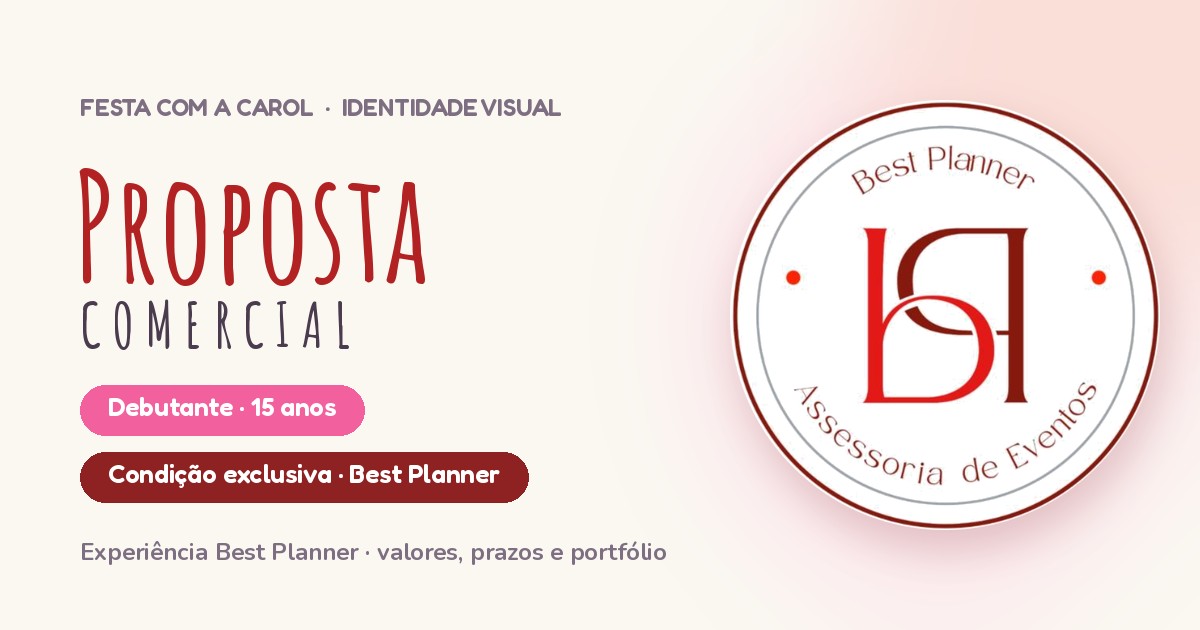 FESTA COM A CAROL · IDENTIDADE VISUAL
PROPOSTA
COMERCIAL
Debutante · 15 anos
Condição exclusiva · Best Planner
Experiência Best Planner · valores, prazos e portfólio
Best Planner
Assessoria de Eventos